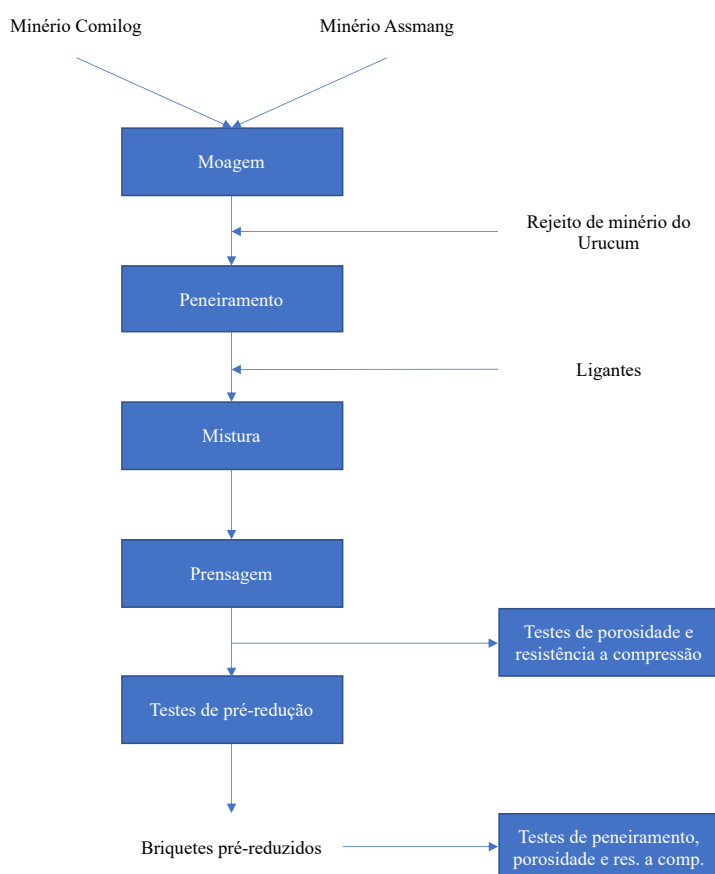 Minério Comilog
Minério Assmang
Moagem
Rejeito de minério do
Urucum
Peneiramento
Ligantes
Mistura
Prensagem
Testes de porosidade e
resistência a compressão
Testes de pré-redução
Briquetes pré-reduzidos
Testes de peneiramento,
porosidade e res. a comp.